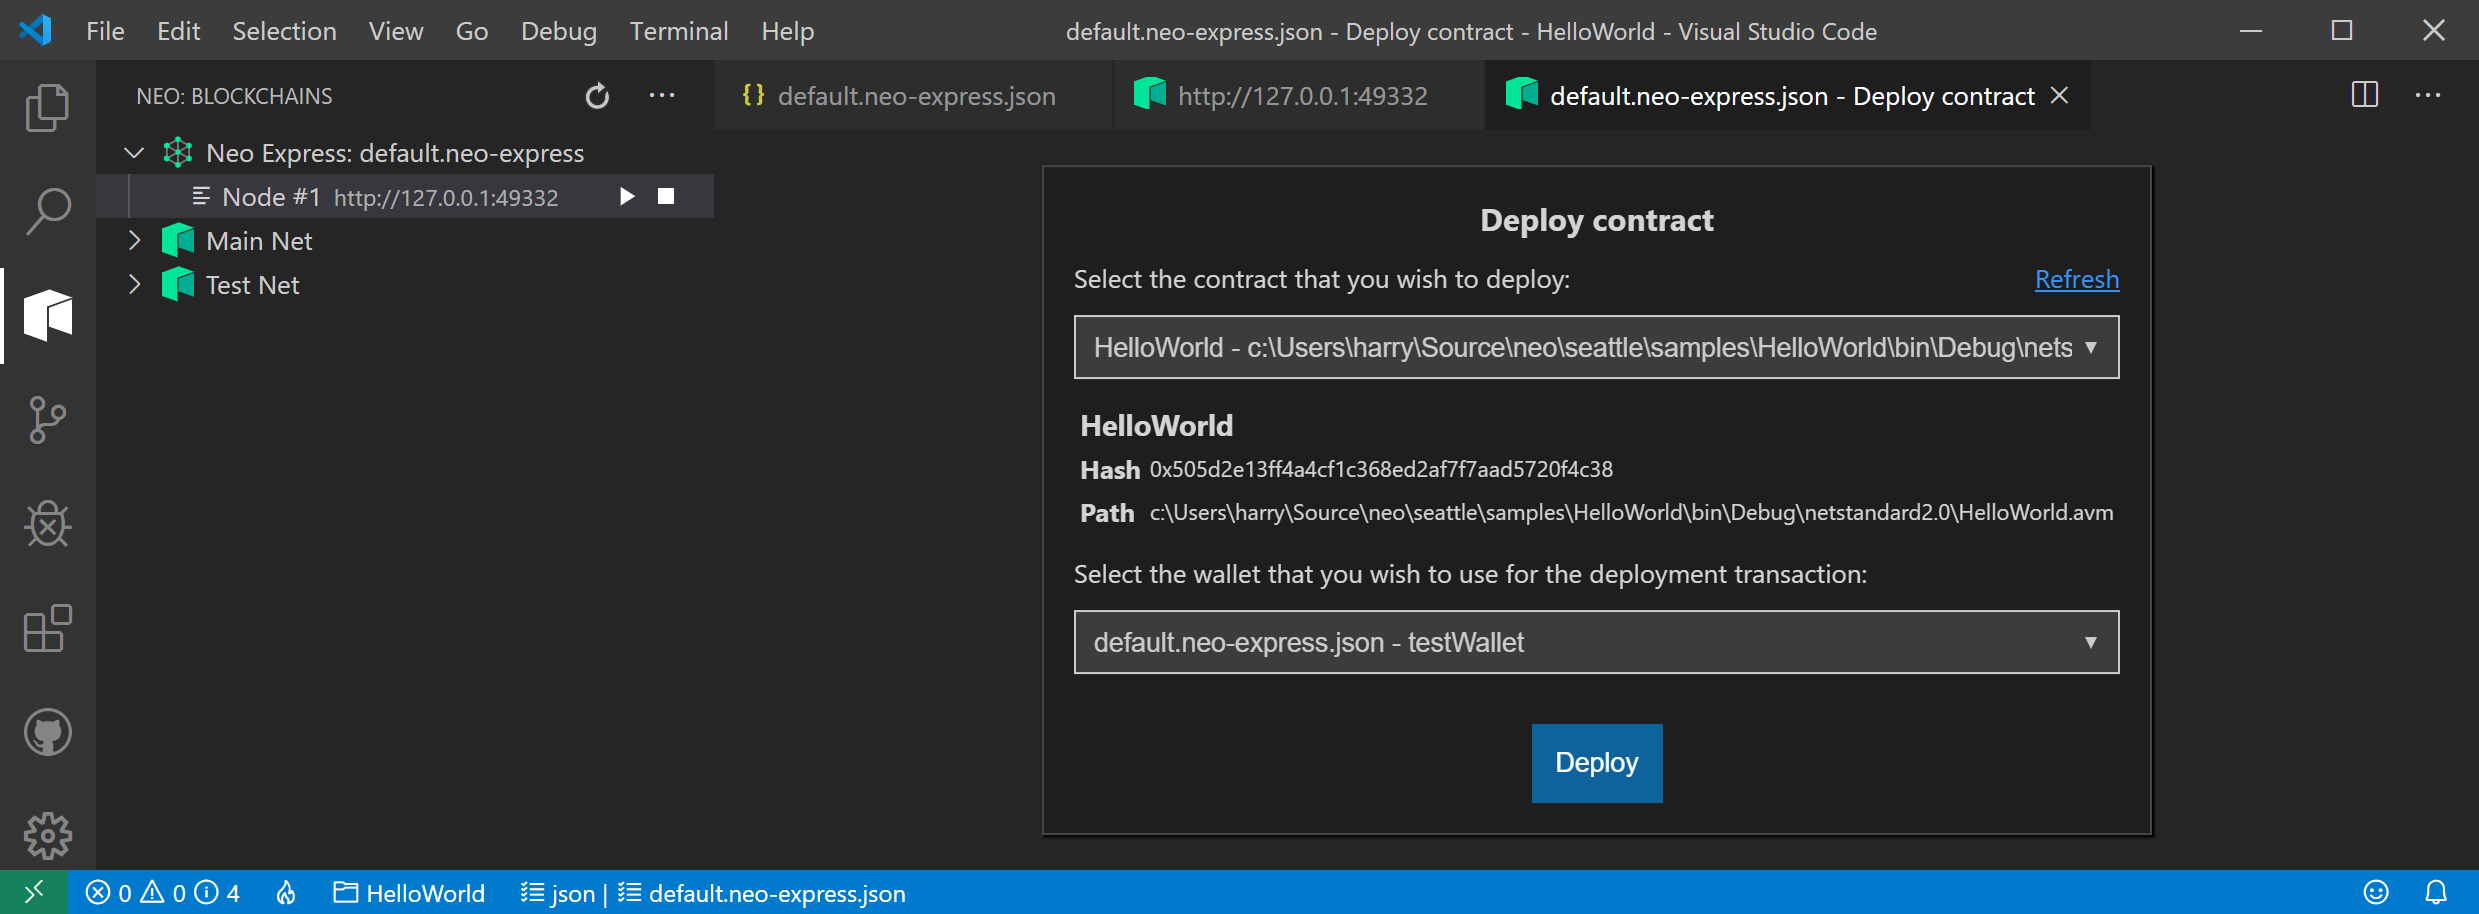 File Edit Selection View Go Debug Terminal Help
default.neo-express.json - Deploy contract - HelloWorld - Visual Studio Code
NEO: BLOCKCHAINS
Neo Express: default.neo-express
Node #1 http://127.0.0.1:49332
Main Net
Test Net
{} default.neo-express.json
http://127.0.0.1:49332
default.neo-express.json - Deploy contract
Deploy contract
Select the contract that you wish to deploy:
Refresh
HelloWorld - c:\Users\harry\Source\neo\seattle\samples\HelloWorld\bin\Debug\nets
HelloWorld
Hash 0x505d2e13ff4a4cf1c368ed2af7f7aad5720f4c38
Path c:\Users\harry\Source\neo\seattle\samples\HelloWorld\bin\Debug\netstandard2.0\HelloWorld.avm
Select the wallet that you wish to use for the deployment transaction:
default.neo-express.json - testWallet
Deploy
0 0 4 HelloWorld json | default.neo-express.json